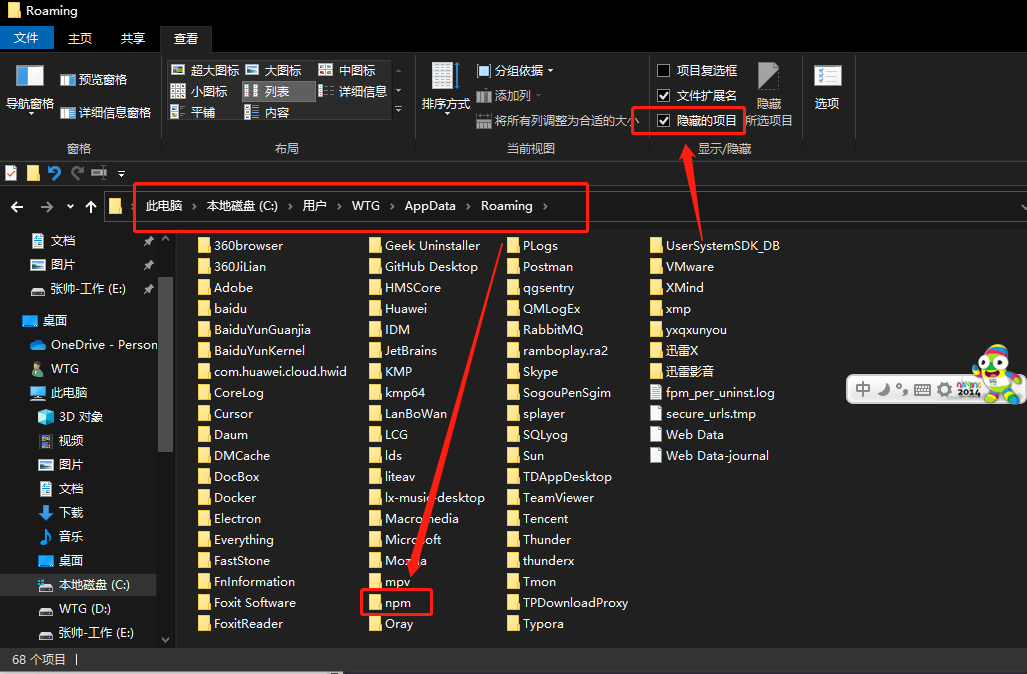 Roaming
文件
主页
共享
查看
导航窗格
预览窗格
详细信息窗格
窗格
超大图标
大图标
中图标
小图标
列表
详细信息
平铺
内容
布局
排序方式
分组依据
添加列
将所有列调整为合适的大小
当前视图
项目复选框
文件扩展名
隐藏的项目
隐藏
所选项目
显示/隐藏
选项
此电脑 > 本地磁盘 (C:) > 用户 > WTG > AppData > Roaming >
文档
图片
张帅-工作 (E:)
桌面
OneDrive - Person
WTG
此电脑
3D 对象
视频
图片
文档
下载
音乐
桌面
本地磁盘 (C:)
WTG (D:)
张帅-工作 (E:)
360browser
360JiLian
Adobe
baidu
BaiduYunGuanjia
BaiduYunKernel
com.huawei.cloud.hwid
CoreLog
Cursor
Daum
DMCache
DocBox
Docker
Electron
Everything
FastStone
FnInformation
Foxit Software
FoxitReader
Geek Uninstaller
GitHub Desktop
HMSCore
Huawei
IDM
JetBrains
KMP
kmp64
LanBoWan
LCG
lds
liteav
lx-music-desktop
Macromedia
Microsoft
Mozilla
mpv
npm
Oray
PLogs
Postman
qgsentry
QMLogEx
RabbitMQ
ramboplay.ra2
Skype
SogouPenSgim
splayer
SQLyog
Sun
TDAppDesktop
TeamViewer
Tencent
Thunder
thunderx
Tmon
TPDownloadProxy
Typora
UserSystemSDK_DB
VMware
XMind
xmp
yxqxunyou
迅雷X
迅雷影音
fpm_per_uninst.log
secure_urls.tmp
Web Data
Web Data-journal
中
NANJING
2014
68 个项目